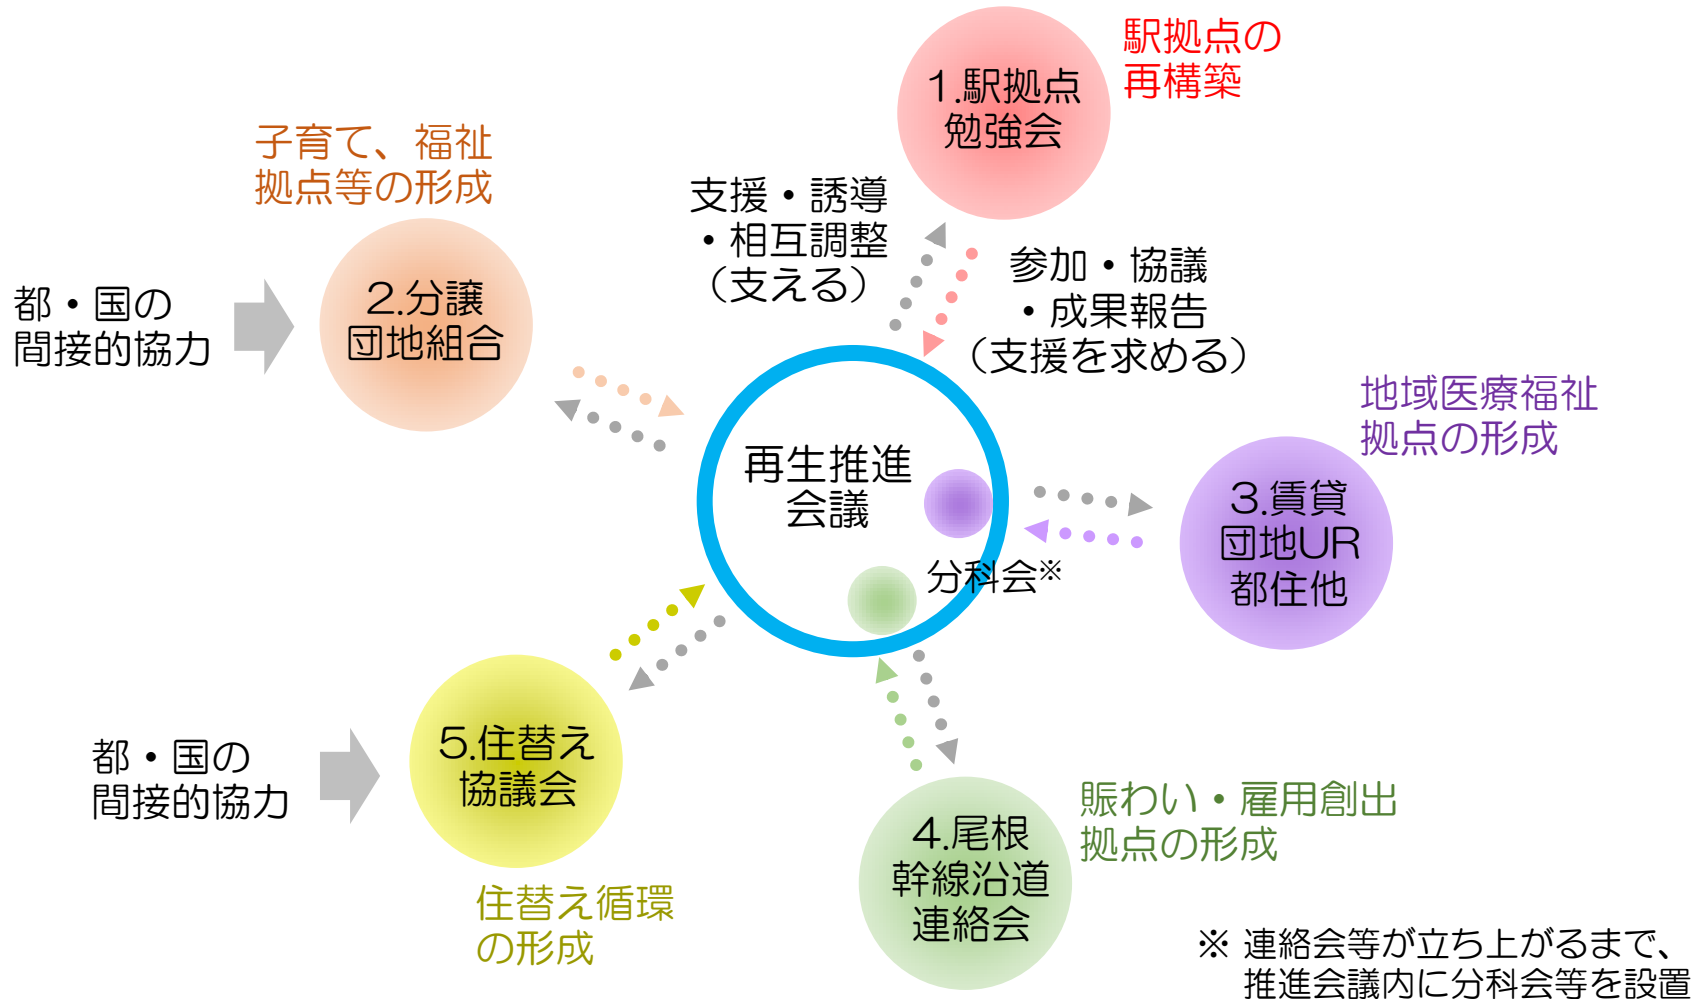 駅拠点の
再構築
1.駅拠点
勉強会
子育て、福祉
拠点等の形成
支援・誘導
・相互調整
（支える）
参加・協議
・成果報告
（支援を求める）
都・国の
間接的協力
2.分譲
団地組合
地域医療福祉
拠点の形成
再生推進
会議
3.賃貸
団地UR
都住他
分科会※
5.住替え
協議会
都・国の
間接的協力
賑わい・雇用創出
拠点の形成
4.尾根
幹線沿道
連絡会
住替え循環
の形成
※ 連絡会等が立ち上がるまで、
推進会議内に分科会等を設置